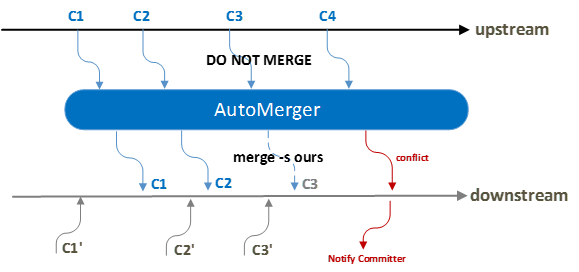 C1 C2 C3 C4
upstream
DO NOT MERGE
AutoMerger
merge -s ours
conflict
C1 C2 C3
downstream
C1' C2' C3'
Notify Committer